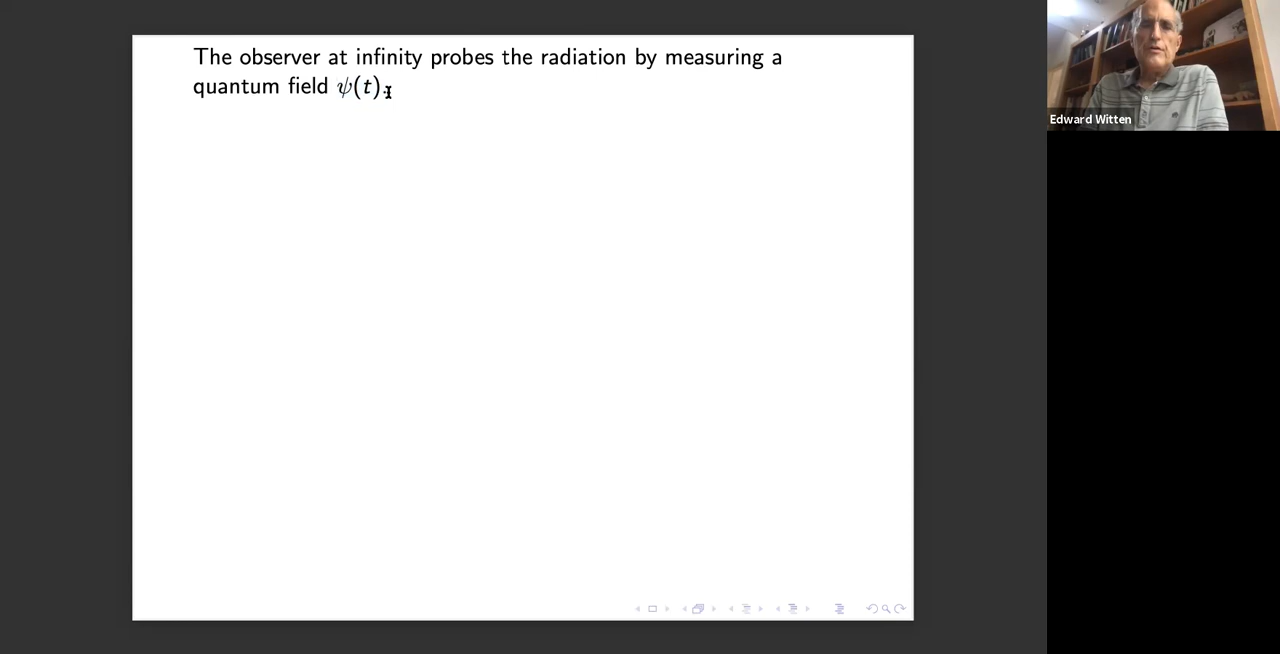 The observer at infinity probes the radiation by measuring a
quantum field ψ(t).
Edward Witten